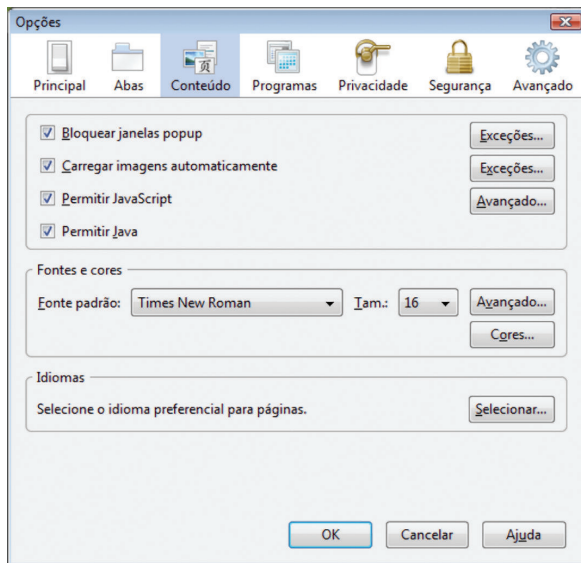 Opções
Principal Abas Conteúdo Programas Privacidade Segurança Avançado
Bloquear janelas popup Exceções...
Carregar imagens automaticamente Exceções...
Permitir JavaScript Avançado...
Permitir Java
Fontes e cores
Fonte padrão: Times New Roman Tam.: 16 Avançado...
Cores...
Idiomas
Selecione o idioma preferencial para páginas. Selecionar...
OK Cancelar Ajuda